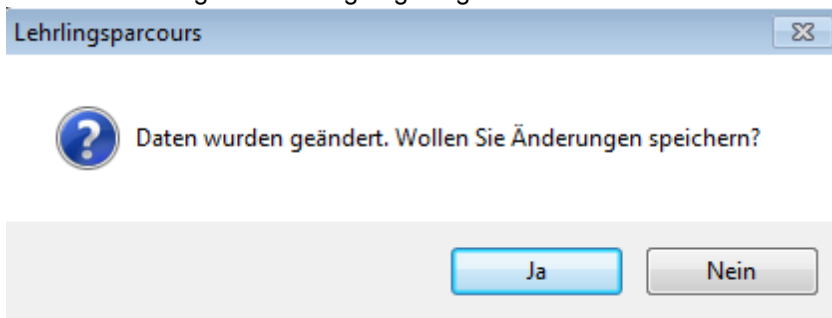 Lehrlingsparcours
Daten wurden geändert. Wollen Sie Änderungen speichern?
Ja
Nein